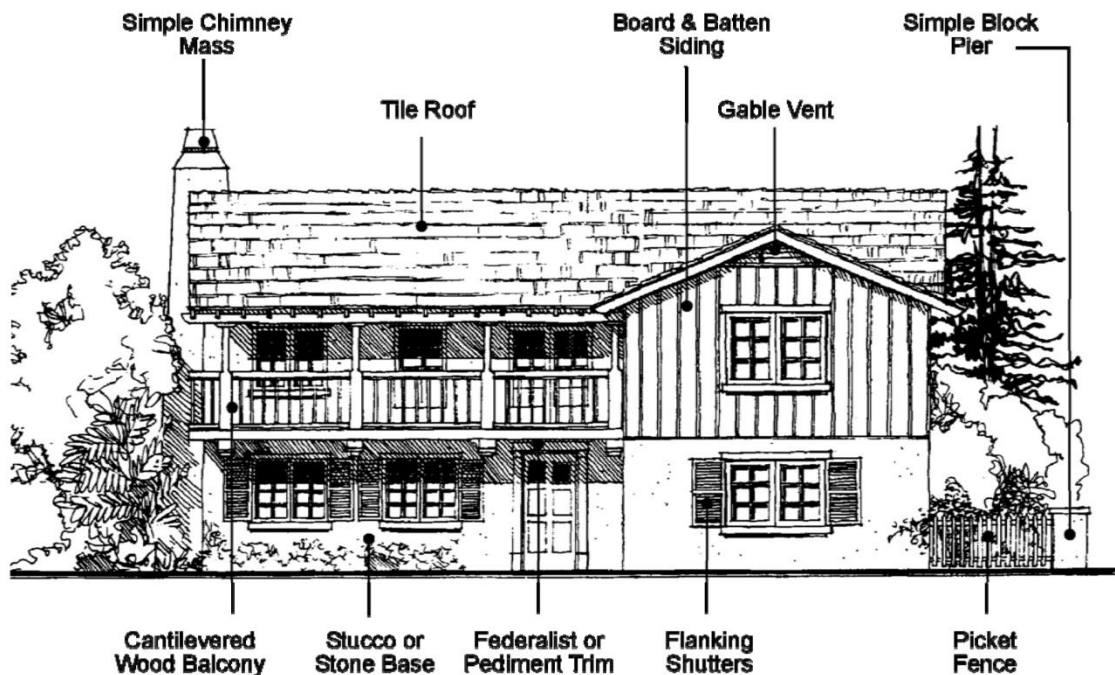 Simple Chimney
Mass
Board & Batten
Siding
Simple Block
Pier
Tile Roof
Gable Vent
Cantilevered
Wood Balcony
Stucco or
Stone Base
Federalist or
Pediment Trim
Flanking
Shutters
Picket
Fence